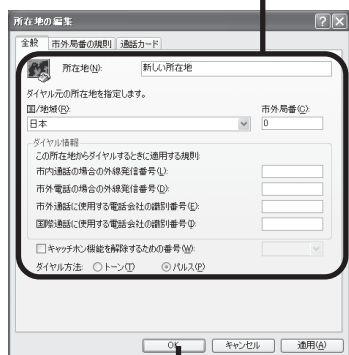 所在地の編集
全般 市外局番の規則 通話カード
所在地(N): 新しい所在地
ダイヤル元の所在地を指定します。
国/地域(R): 市外局番(C):
日本 0
ダイヤル情報
この所在地からダイヤルするときに適用する規則:
市内通話の場合の外線発信番号(L):
市外電話の場合の外線発信番号(D):
市外通話に使用する電話会社の識別番号(E):
国際通話に使用する電話会社の識別番号(I):
キャッチホン機能を解除するための番号(W):
ダイヤル方法: トーン(T) パルス(P)
OK キャンセル 適用(A)